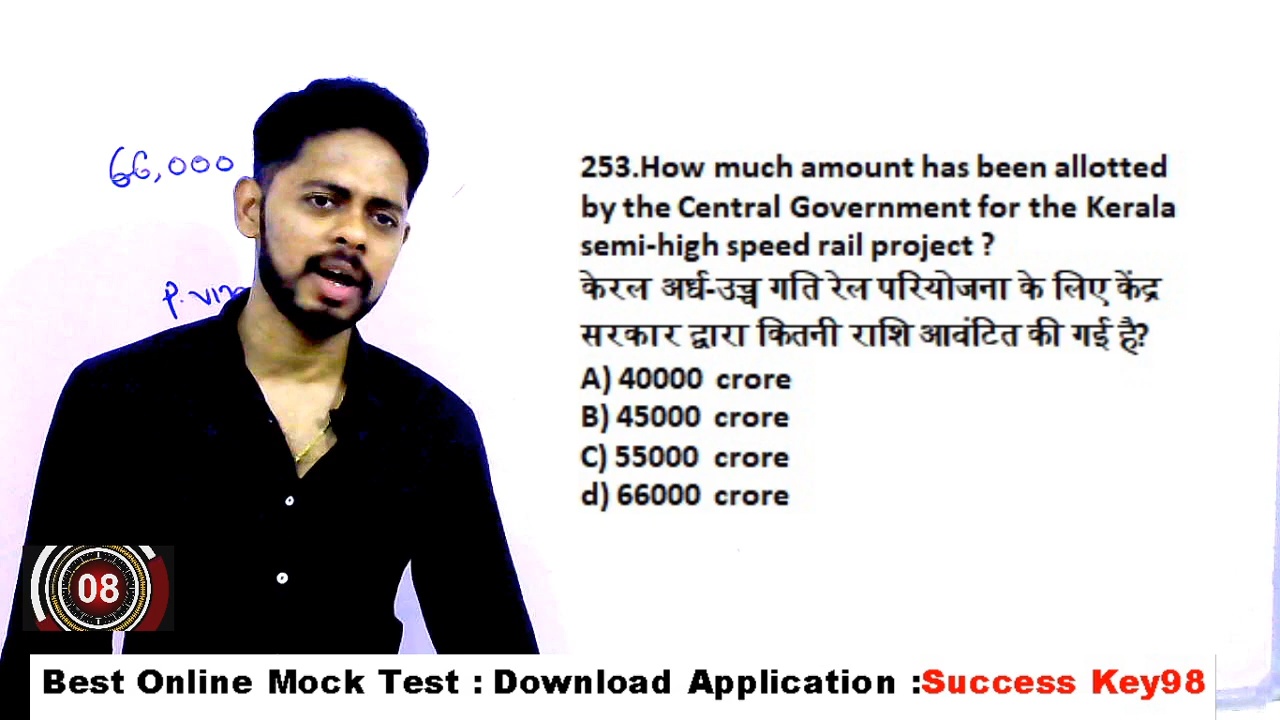 66,000
P.
253.How much amount has been allotted
by the Central Government for the Kerala
semi-high speed rail project ?
केरल अर्ध-उच्च गति रेल परियोजना के लिए केंद्र
सरकार द्वारा कितनी राशि आवंटित की गई है?
A) 40000 crore
B) 45000 crore
C) 55000 crore
d) 66000 crore
08
Best Online Mock Test : Download Application :Success Key98